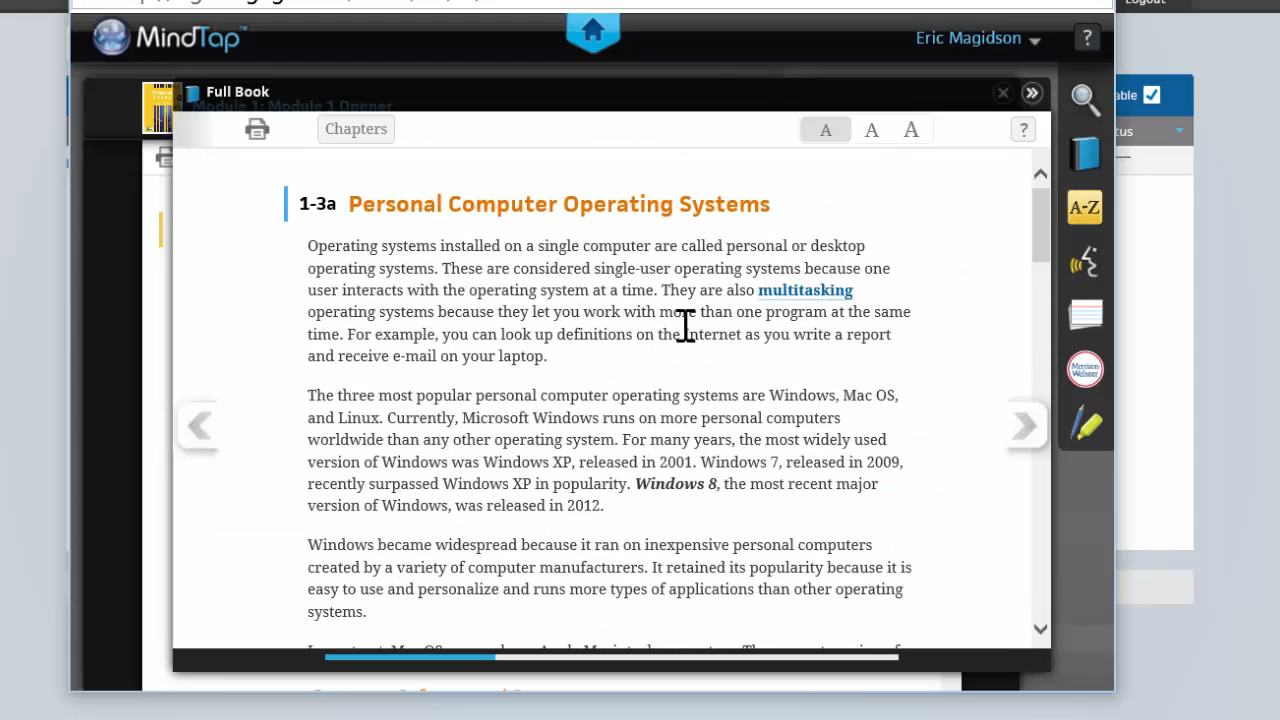 Logout
MindTap™
Eric Magidson
?
Full Book
Module 1: Module 1 Opener
Chapters
A A A
?
A-Z
Merriam-
Webster
1-3a Personal Computer Operating Systems
Operating systems installed on a single computer are called personal or desktop
operating systems. These are considered single-user operating systems because one
user interacts with the operating system at a time. They are also multitasking
operating systems because they let you work with more than one program at the same
time. For example, you can look up definitions on the Internet as you write a report
and receive e-mail on your laptop.
The three most popular personal computer operating systems are Windows, Mac OS,
and Linux. Currently, Microsoft Windows runs on more personal computers
worldwide than any other operating system. For many years, the most widely used
version of Windows was Windows XP, released in 2001. Windows 7, released in 2009,
recently surpassed Windows XP in popularity. Windows 8, the most recent major
version of Windows, was released in 2012.
Windows became widespread because it ran on inexpensive personal computers
created by a variety of computer manufacturers. It retained its popularity because it is
easy to use and personalize and runs more types of applications than other operating
systems.